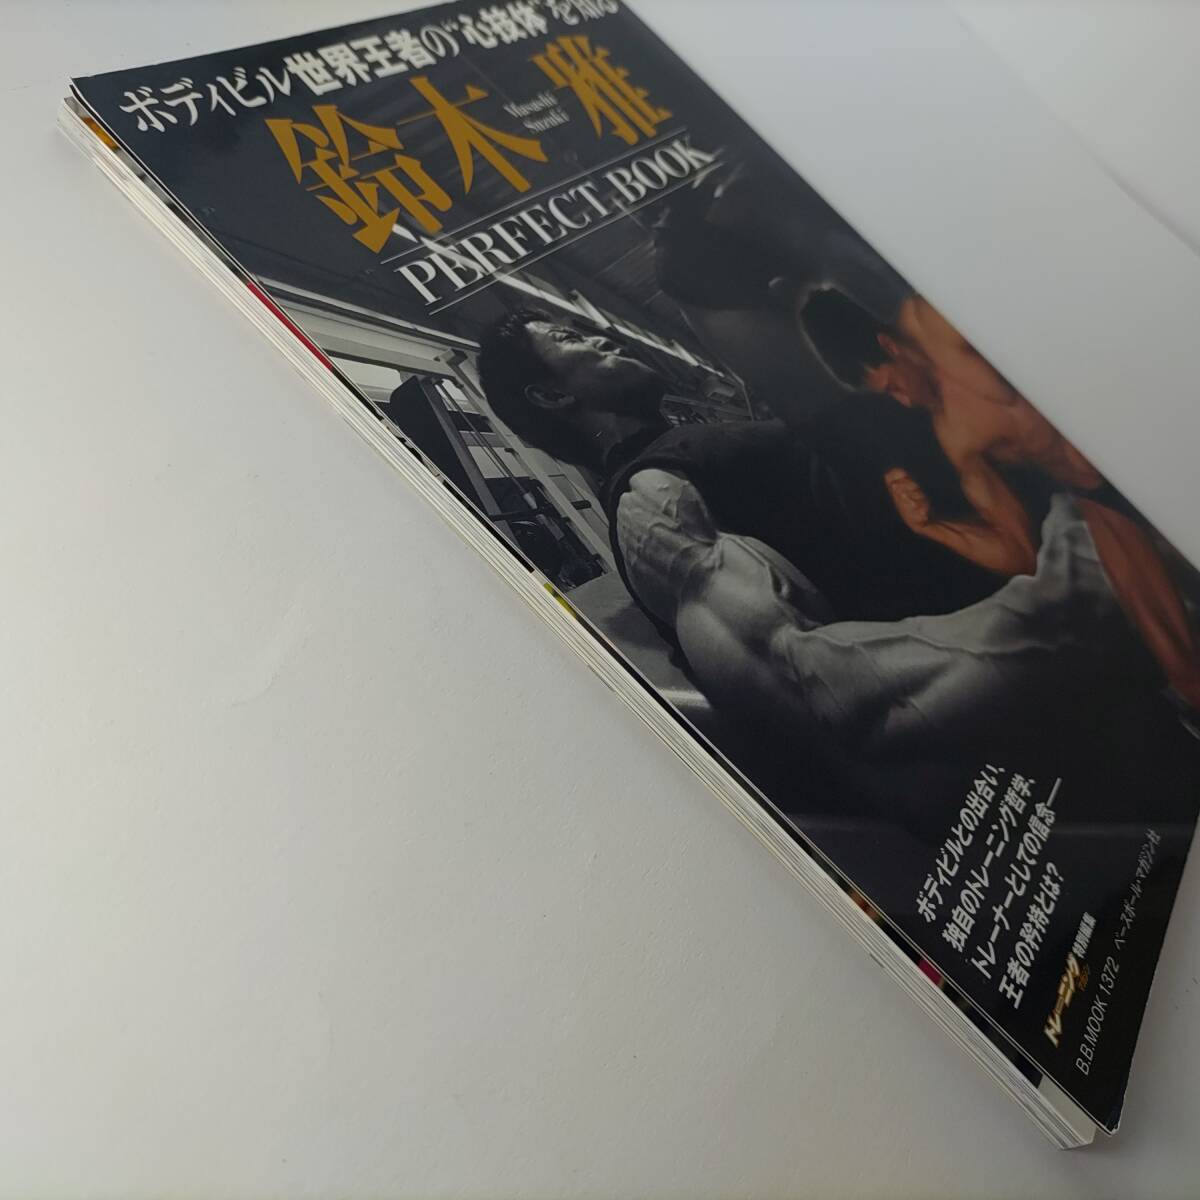 ボディビル世界王者の“心技体”を知る
鈴木 雅
Masashi
Suzuki
PERFECT BOOK
ボディビルとの出合い、
独自のトレーニング哲学、
トレーナーとしての信念──
王者の矜持とは?
トレーニング 特別編集
B.B.MOOK 1372 ベースボール・マガジン社